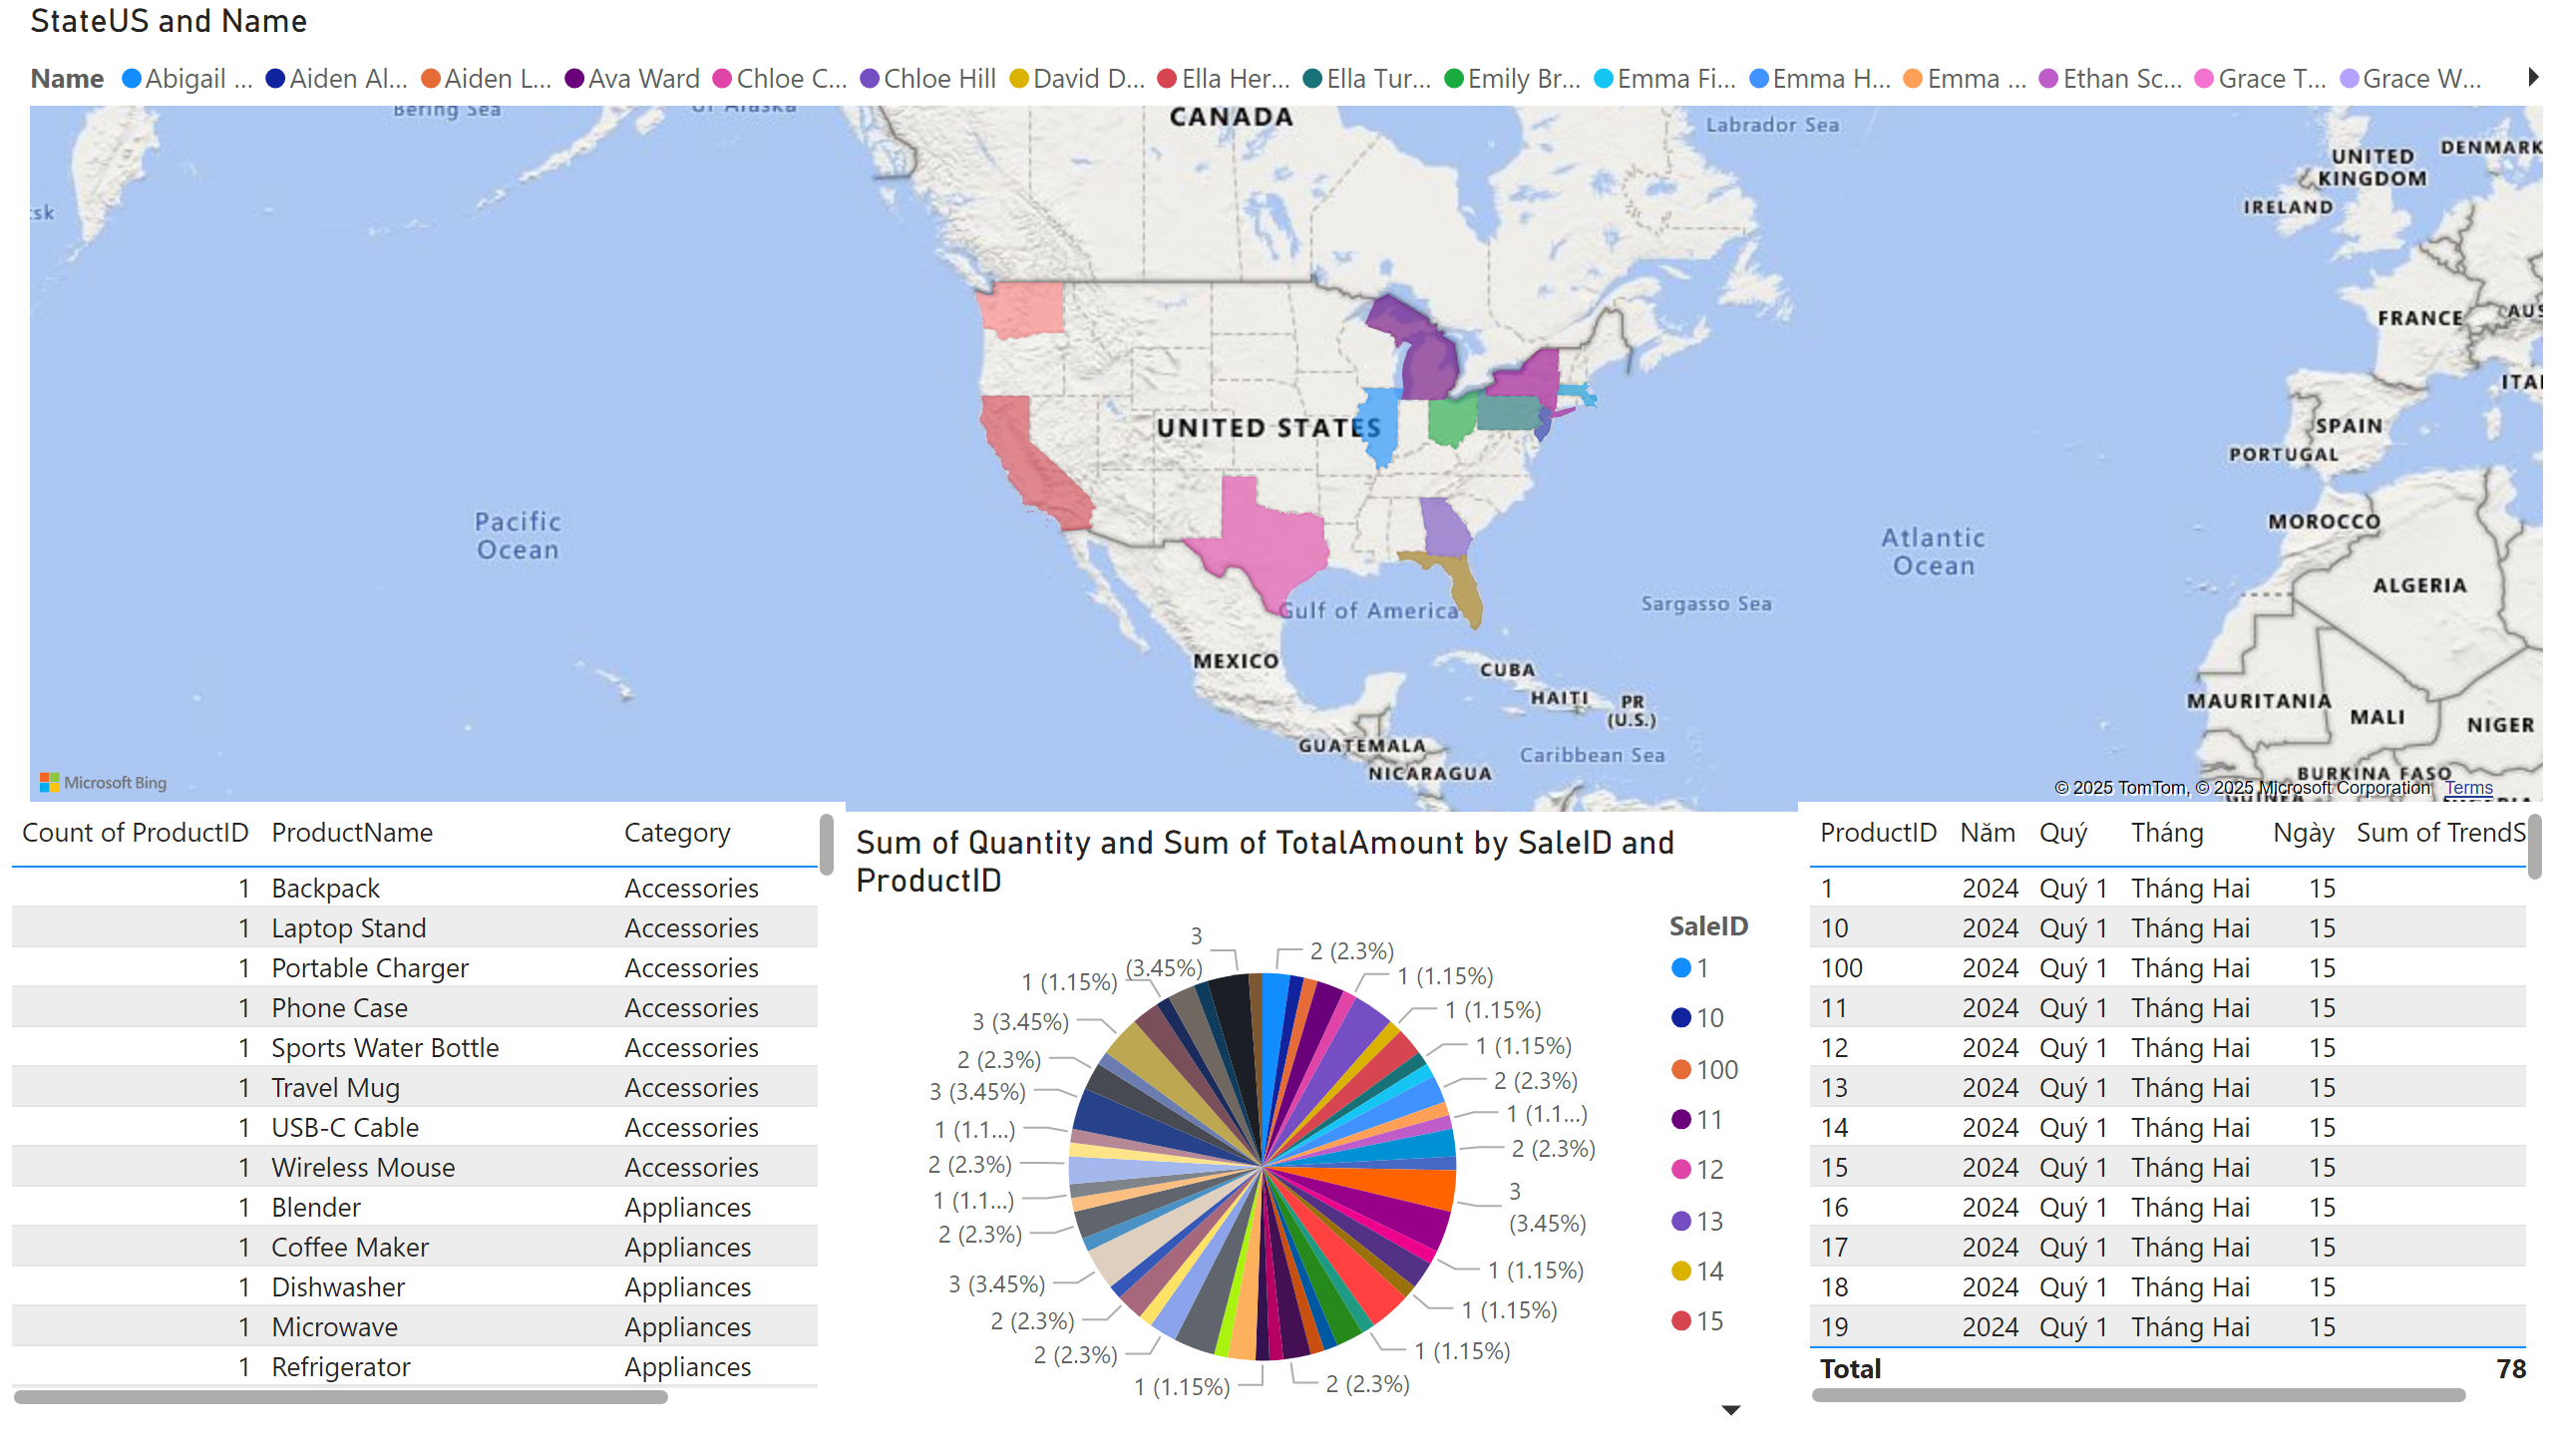 StateUS and Name
Name Abigail ... Aiden Al... Aiden L... Ava Ward Chloe C... Chloe Hill David D... Ella Her... Ella Tur... Emily Br... Emma Fi... Emma H... Emma ... Ethan Sc... Grace T... Grace W...
Bering Sea
CANADA
Labrador Sea
DENMARK
UNITED
KINGDOM
IRELAND
FRANCE
UNITED STATES
SPAIN
PORTUGAL
Pacific
Ocean
MOROCCO
Atlantic
Ocean
ALGERIA
Sargasso Sea
Gulf of America
MEXICO
CUBA
HAITI
PR
(U.S.)
MAURITANIA
MALI
NIGER
GUATEMALA
Caribbean Sea
NICARAGUA
BURKINA FASO
Microsoft Bing
© 2025 TomTom, © 2025 Microsoft Corporation Terms
Count of ProductID ProductName Category
1 Backpack Accessories
1 Laptop Stand Accessories
1 Portable Charger Accessories
1 Phone Case Accessories
1 Sports Water Bottle Accessories
1 Travel Mug Accessories
1 USB-C Cable Accessories
1 Wireless Mouse Accessories
1 Blender Appliances
1 Coffee Maker Appliances
1 Dishwasher Appliances
1 Microwave Appliances
1 Refrigerator Appliances
Sum of Quantity and Sum of TotalAmount by SaleID and
ProductID
2 (2.3%)
1 (1.15%)
1 (1.15%)
1 (1.15%)
2 (2.3%)
1 (1.1...)
2 (2.3%)
3
(3.45%)
1 (1.15%)
1 (1.15%)
1 (1.15%)
2 (2.3%)
1 (1.15%)
2 (2.3%)
2 (2.3%)
3 (3.45%)
2 (2.3%)
1 (1.1...)
2 (2.3%)
1 (1.1...)
3 (3.45%)
2 (2.3%)
3 (3.45%)
1 (1.15%)
3
(3.45%)
SaleID
1
10
100
11
12
13
14
15
ProductID Năm Quý Tháng Ngày Sum of TrendS
1 2024 Quý 1 Tháng Hai 15
10 2024 Quý 1 Tháng Hai 15
100 2024 Quý 1 Tháng Hai 15
11 2024 Quý 1 Tháng Hai 15
12 2024 Quý 1 Tháng Hai 15
13 2024 Quý 1 Tháng Hai 15
14 2024 Quý 1 Tháng Hai 15
15 2024 Quý 1 Tháng Hai 15
16 2024 Quý 1 Tháng Hai 15
17 2024 Quý 1 Tháng Hai 15
18 2024 Quý 1 Tháng Hai 15
19 2024 Quý 1 Tháng Hai 15
Total 78